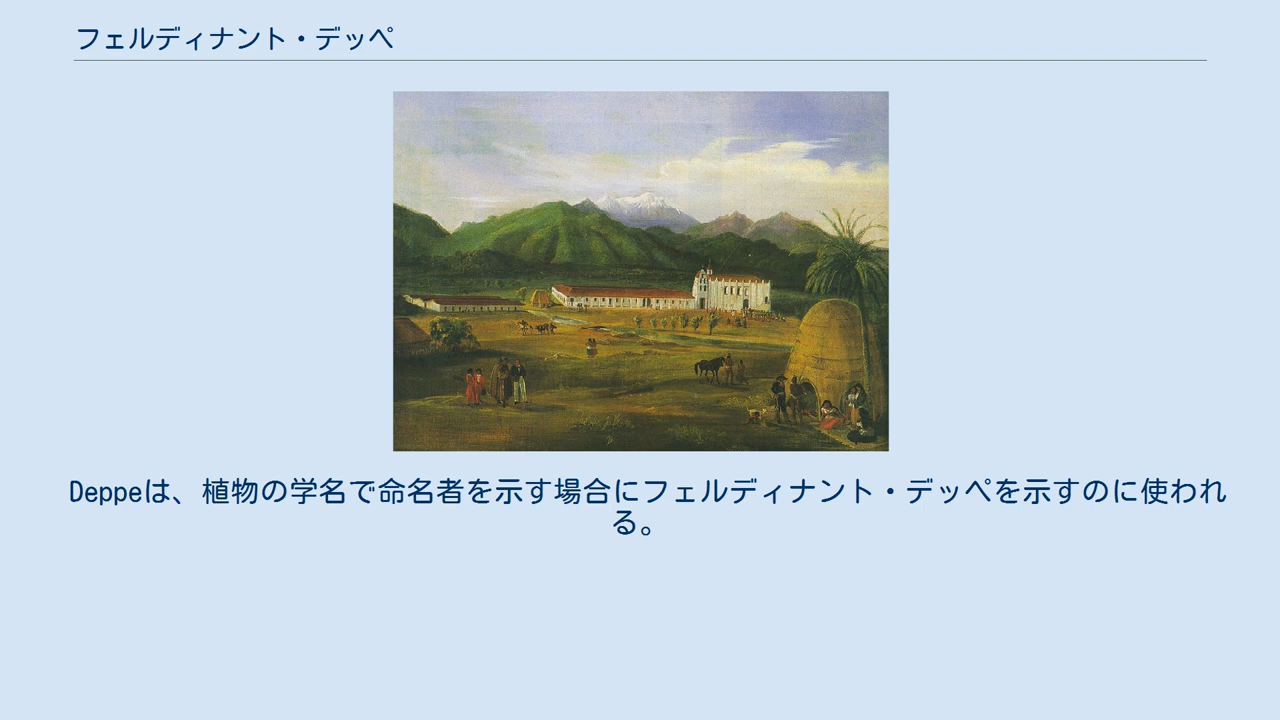 フェルディナント・デッペ
Deppeは、植物の学名で命名者を示す場合にフェルディナント・デッペを示すのに使われ
る。